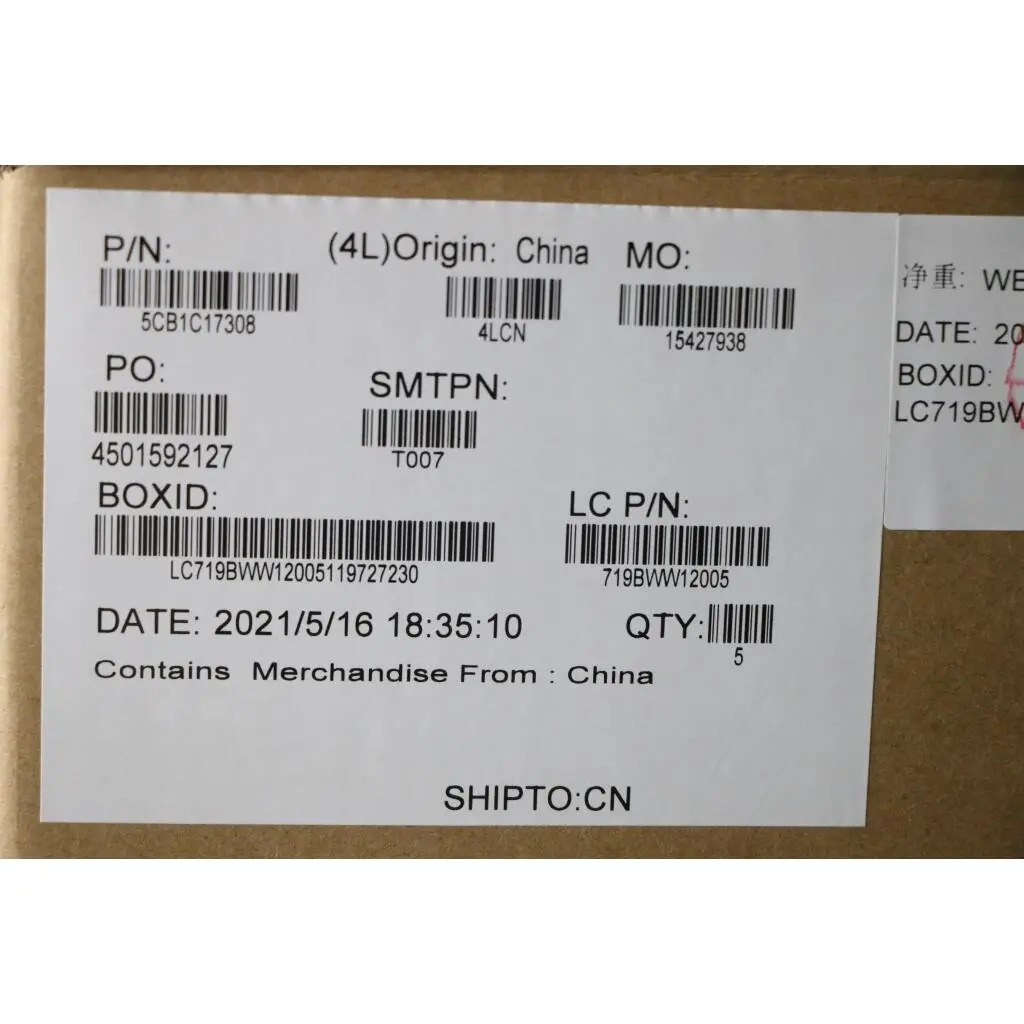 P/N: (4L)Origin: China MO:
5CB1C17308 4LCN 15427938
PO: SMTPN:
4501592127 T007
BOXID: LC P/N:
LC719BWW12005119727230 719BWW12005
DATE: 2021/5/16 18:35:10 QTY:
5
Contains Merchandise From : China
SHIPTO:CN
净重: WE
DATE: 20
BOXID:
LC719BWW